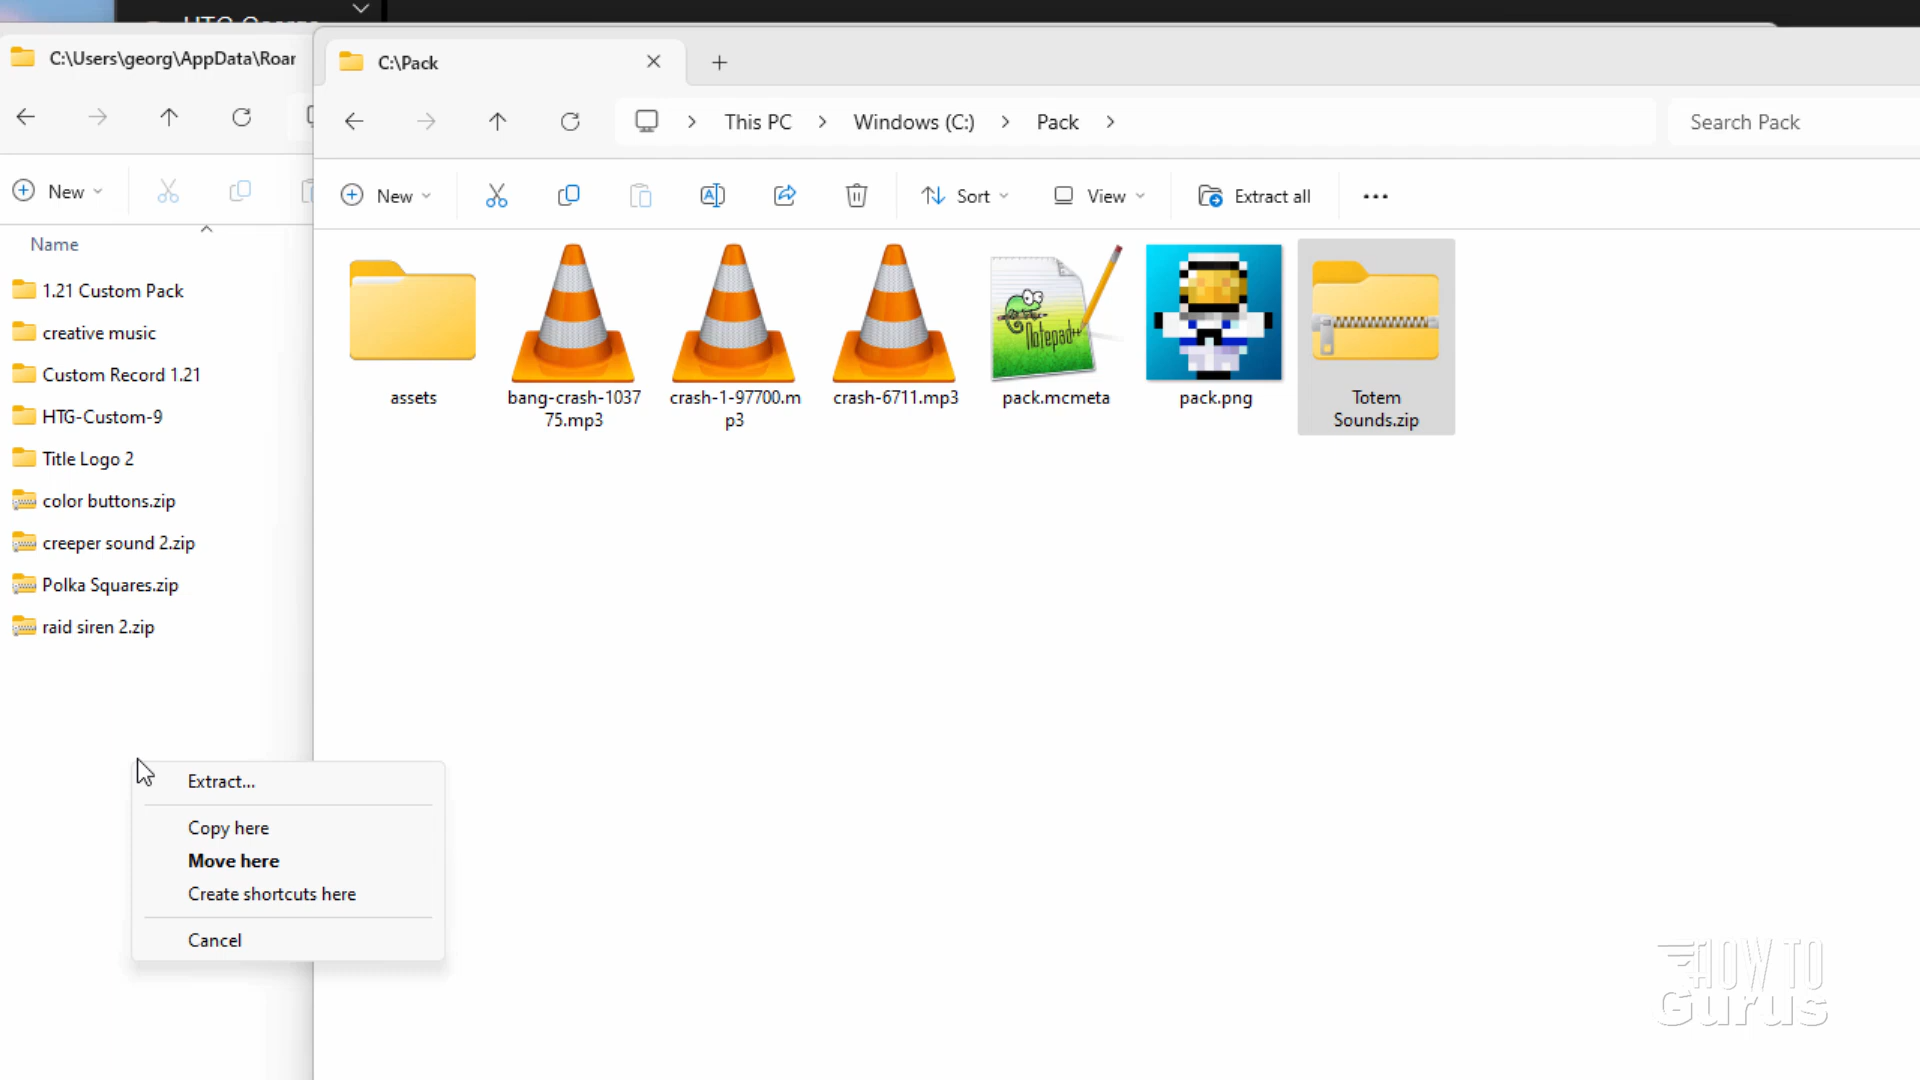 C:\Users\georg\AppData\Roar
New
Name
1.21 Custom Pack
creative music
Custom Record 1.21
HTG-Custom-9
Title Logo 2
color buttons.zip
creeper sound 2.zip
Polka Squares.zip
raid siren 2.zip
C:\Pack
This PC > Windows (C:) > Pack >
Search Pack
New
Sort
View
Extract all
assets
bang-crash-1037
75.mp3
crash-1-97700.m
p3
crash-6711.mp3
Notepad++
pack.mcmeta
pack.png
Totem
Sounds.zip
Extract...
Copy here
Move here
Create shortcuts here
Cancel
HOW TO
Gurus